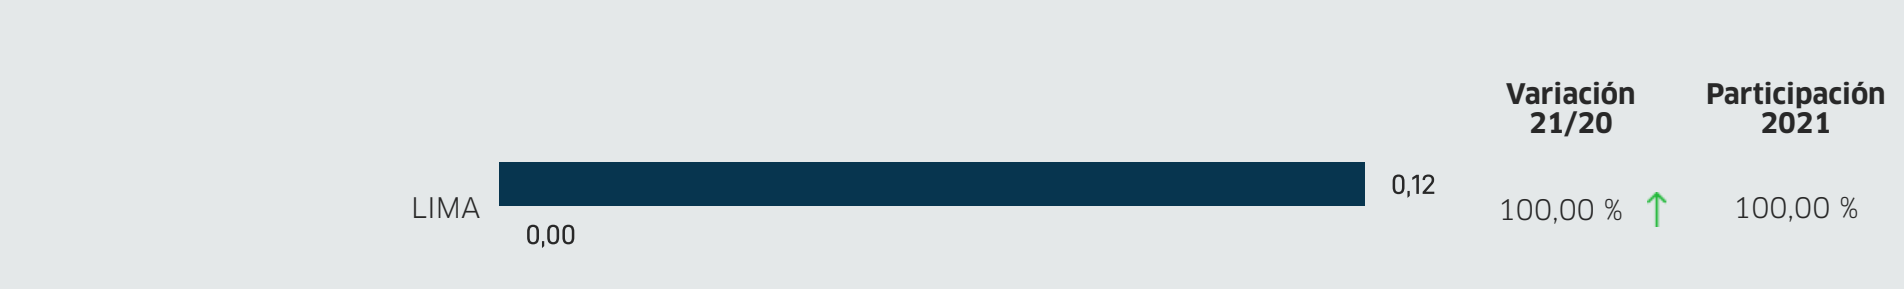 Variación
21/20
Participación
2021
LIMA
0,12
0,00
100,00 %
100,00 %